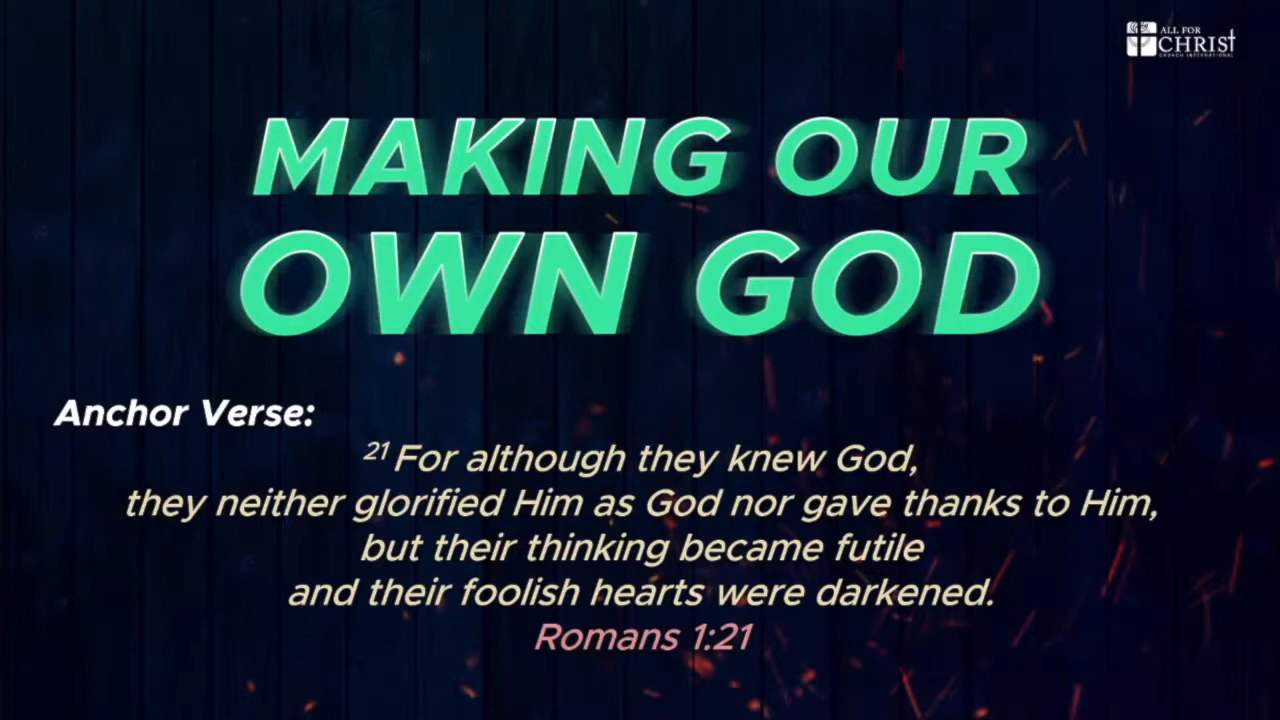 ALL FOR
CHRIST
CHURCH INTERNATIONAL
MAKING OUR
OWN GOD
Anchor Verse:
21 For although they knew God,
they neither glorified Him as God nor gave thanks to Him,
but their thinking became futile
and their foolish hearts were darkened.
Romans 1:21